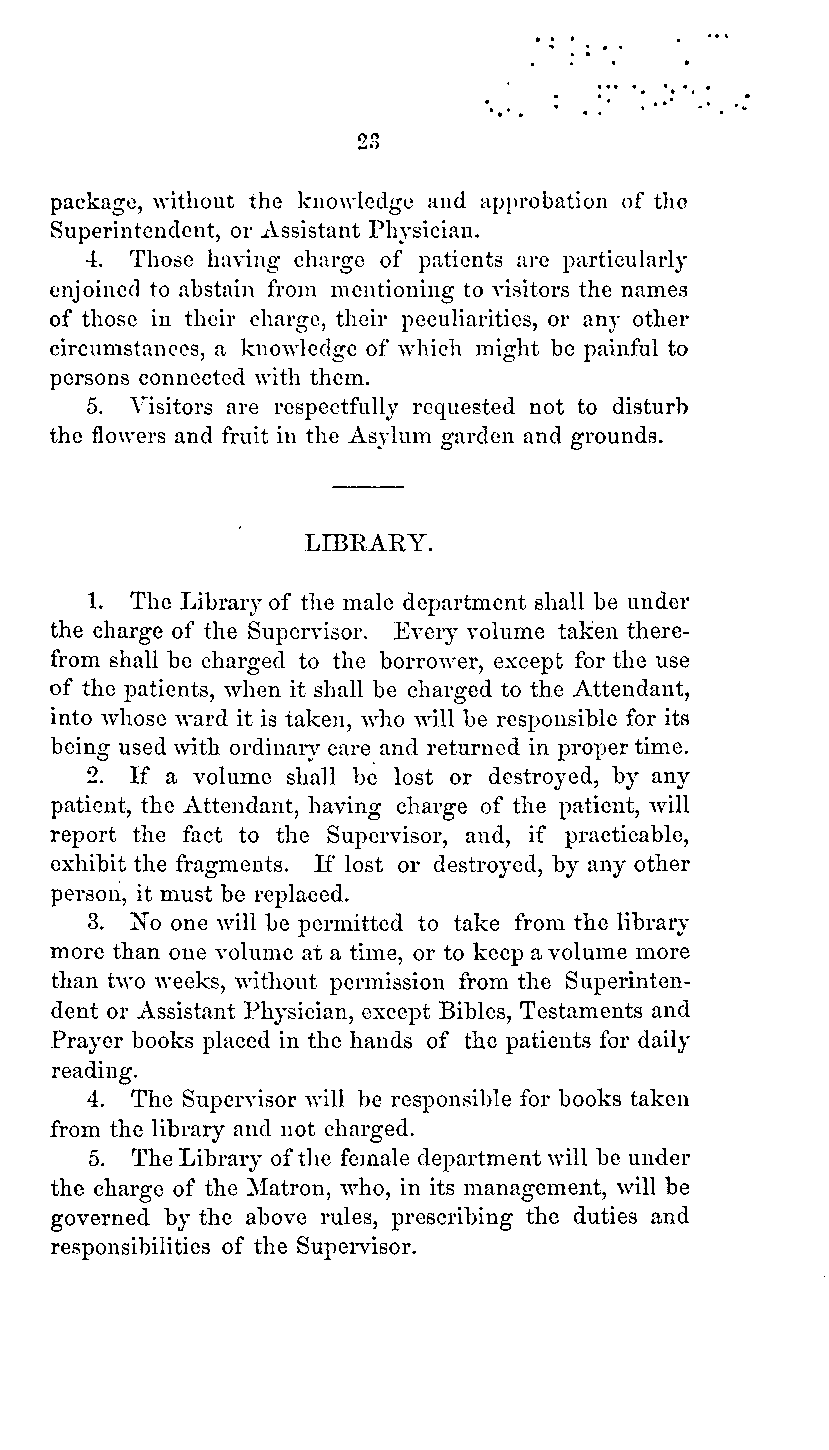 23
package, without the knowledge and approbation of the
Superintendent, or Assistant Physician.
4. Those having charge of patients are particularly
enjoined to abstain from mentioning to visitors the names
of those in their charge, their peculiarities, or any other
circumstances, a knowledge of which might be painful to
persons connected with them.
5. Visitors are respectfully requested not to disturb
the flowers and fruit in the Asylum garden and grounds.
LIBRARY.
1. The Library of the male department shall be under
the charge of the Supervisor. Every volume taken there-
from shall be charged to the borrower, except for the use
of the patients, when it shall be charged to the Attendant,
into whose ward it is taken, who will be responsible for its
being used with ordinary care and returned in proper time.
2. If a volume shall be lost or destroyed, by any
patient, the Attendant, having charge of the patient, will
report the fact to the Supervisor, and, if practicable,
exhibit the fragments. If lost or destroyed, by any other
person, it must be replaced.
3. No one will be permitted to take from the library
more than one volume at a time, or to keep a volume more
than two weeks, without permission from the Superinten-
dent or Assistant Physician, except Bibles, Testaments and
Prayer books placed in the hands of the patients for daily
reading.
4. The Supervisor will be responsible for books taken
from the library and not charged.
5. The Library of the female department will be under
the charge of the Matron, who, in its management, will be
governed by the above rules, prescribing the duties and
responsibilities of the Supervisor.